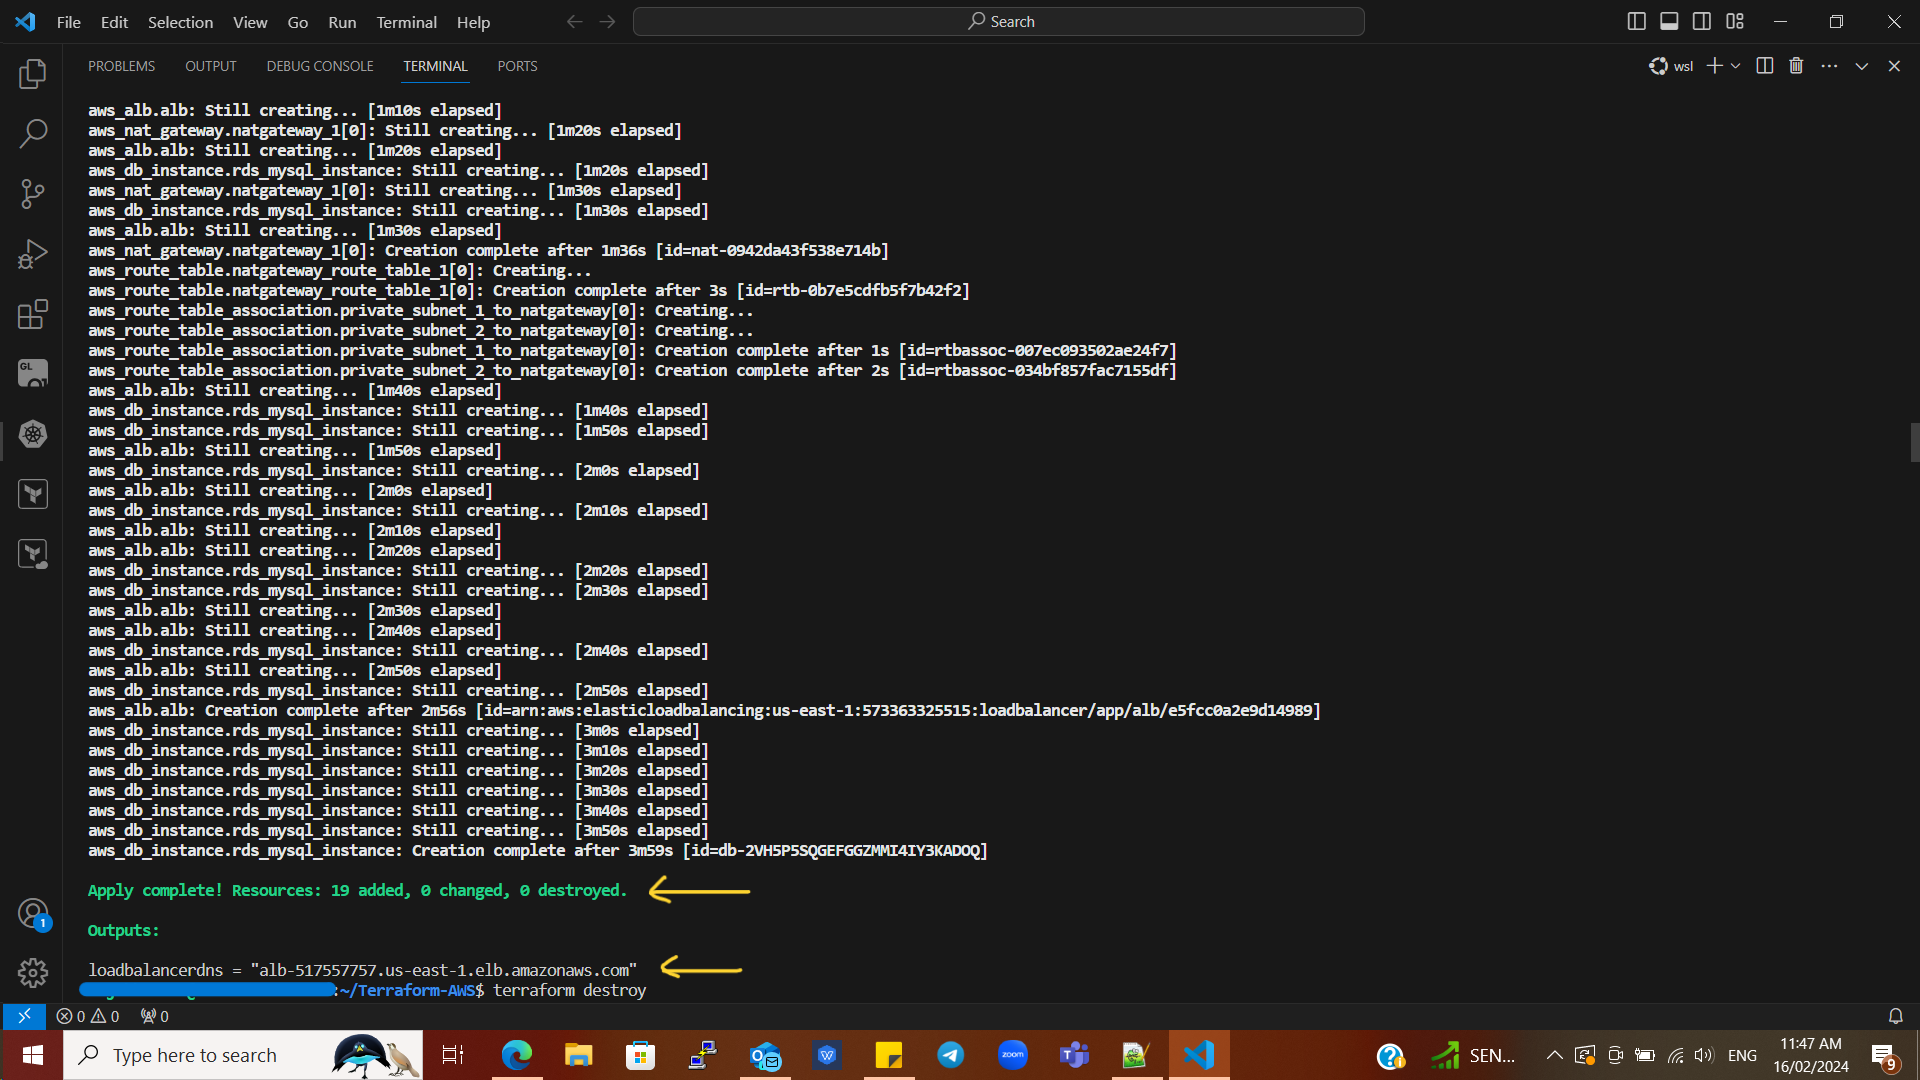 File Edit Selection View Go Run Terminal Help
Search
PROBLEMS OUTPUT DEBUG CONSOLE TERMINAL PORTS
wsl
aws_alb.alb: Still creating... [1m10s elapsed]
aws_nat_gateway.natgateway_1[0]: Still creating... [1m20s elapsed]
aws_alb.alb: Still creating... [1m20s elapsed]
aws_db_instance.rds_mysql_instance: Still creating... [1m20s elapsed]
aws_nat_gateway.natgateway_1[0]: Still creating... [1m30s elapsed]
aws_db_instance.rds_mysql_instance: Still creating... [1m30s elapsed]
aws_alb.alb: Still creating... [1m30s elapsed]
aws_nat_gateway.natgateway_1[0]: Creation complete after 1m36s [id=nat-0942da43f538e714b]
aws_route_table.natgateway_route_table_1[0]: Creating...
aws_route_table.natgateway_route_table_1[0]: Creation complete after 3s [id=rtb-0b7e5cdfb5f7b42f2]
aws_route_table_association.private_subnet_1_to_natgateway[0]: Creating...
aws_route_table_association.private_subnet_2_to_natgateway[0]: Creating...
aws_route_table_association.private_subnet_1_to_natgateway[0]: Creation complete after 1s [id=rtbassoc-007ec093502ae24f7]
aws_route_table_association.private_subnet_2_to_natgateway[0]: Creation complete after 2s [id=rtbassoc-034bf857fac7155df]
aws_alb.alb: Still creating... [1m40s elapsed]
aws_db_instance.rds_mysql_instance: Still creating... [1m40s elapsed]
aws_db_instance.rds_mysql_instance: Still creating... [1m50s elapsed]
aws_alb.alb: Still creating... [1m50s elapsed]
aws_db_instance.rds_mysql_instance: Still creating... [2m0s elapsed]
aws_alb.alb: Still creating... [2m0s elapsed]
aws_db_instance.rds_mysql_instance: Still creating... [2m10s elapsed]
aws_alb.alb: Still creating... [2m10s elapsed]
aws_alb.alb: Still creating... [2m20s elapsed]
aws_db_instance.rds_mysql_instance: Still creating... [2m20s elapsed]
aws_db_instance.rds_mysql_instance: Still creating... [2m30s elapsed]
aws_alb.alb: Still creating... [2m30s elapsed]
aws_alb.alb: Still creating... [2m40s elapsed]
aws_db_instance.rds_mysql_instance: Still creating... [2m40s elapsed]
aws_alb.alb: Still creating... [2m50s elapsed]
aws_db_instance.rds_mysql_instance: Still creating... [2m50s elapsed]
aws_alb.alb: Creation complete after 2m56s [id=arn:aws:elasticloadbalancing:us-east-1:573363325515:loadbalancer/app/alb/e5fcc0a2e9d14989]
aws_db_instance.rds_mysql_instance: Still creating... [3m0s elapsed]
aws_db_instance.rds_mysql_instance: Still creating... [3m10s elapsed]
aws_db_instance.rds_mysql_instance: Still creating... [3m20s elapsed]
aws_db_instance.rds_mysql_instance: Still creating... [3m30s elapsed]
aws_db_instance.rds_mysql_instance: Still creating... [3m40s elapsed]
aws_db_instance.rds_mysql_instance: Still creating... [3m50s elapsed]
aws_db_instance.rds_mysql_instance: Creation complete after 3m59s [id=db-2VH5P5SQGEFGGZMMI4IY3KADOQ]
Apply complete! Resources: 19 added, 0 changed, 0 destroyed.
Outputs:
loadbalancerdns = "alb-517557757.us-east-1.elb.amazonaws.com"
:~/Terraform-AWS$ terraform destroy
GL
1
0 0 0
Type here to search
zoom
SEN...
ENG
11:47 AM
16/02/2024
9